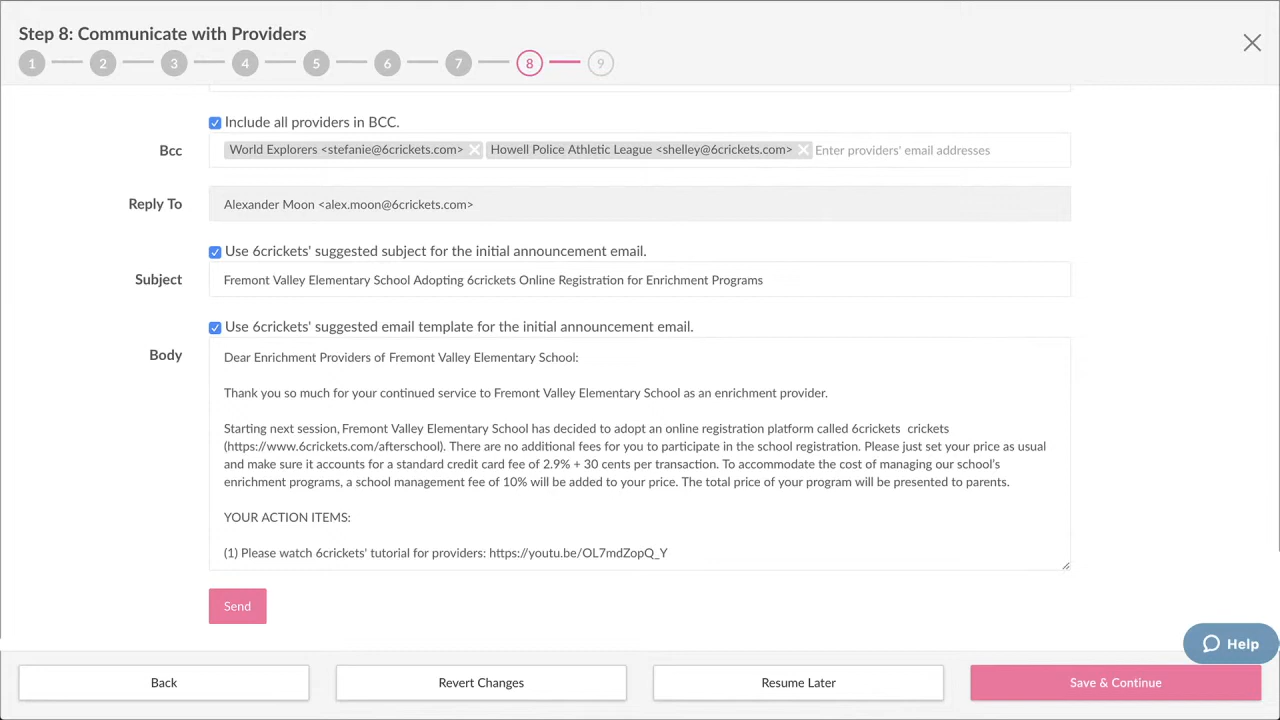 Step 8: Communicate with Providers
1 2 3 4 5 6 7 8 9
Include all providers in BCC.
Bcc World Explorers <stefanie@6crickets.com> Howell Police Athletic League <shelley@6crickets.com> Enter providers' email addresses
Reply To Alexander Moon <alex.moon@6crickets.com>
Use 6crickets' suggested subject for the initial announcement email.
Subject Fremont Valley Elementary School Adopting 6crickets Online Registration for Enrichment Programs
Use 6crickets' suggested email template for the initial announcement email.
Body
Dear Enrichment Providers of Fremont Valley Elementary School:
Thank you so much for your continued service to Fremont Valley Elementary School as an enrichment provider.
Starting next session, Fremont Valley Elementary School has decided to adopt an online registration platform called 6crickets crickets
(https://www.6crickets.com/afterschool). There are no additional fees for you to participate in the school registration. Please just set your price as usual
and make sure it accounts for a standard credit card fee of 2.9% + 30 cents per transaction. To accommodate the cost of managing our school's
enrichment programs, a school management fee of 10% will be added to your price. The total price of your program will be presented to parents.
YOUR ACTION ITEMS:
(1) Please watch 6crickets' tutorial for providers: https://youtu.be/OL7mdZopQ_Y
Send
Help
Back Revert Changes Resume Later Save & Continue